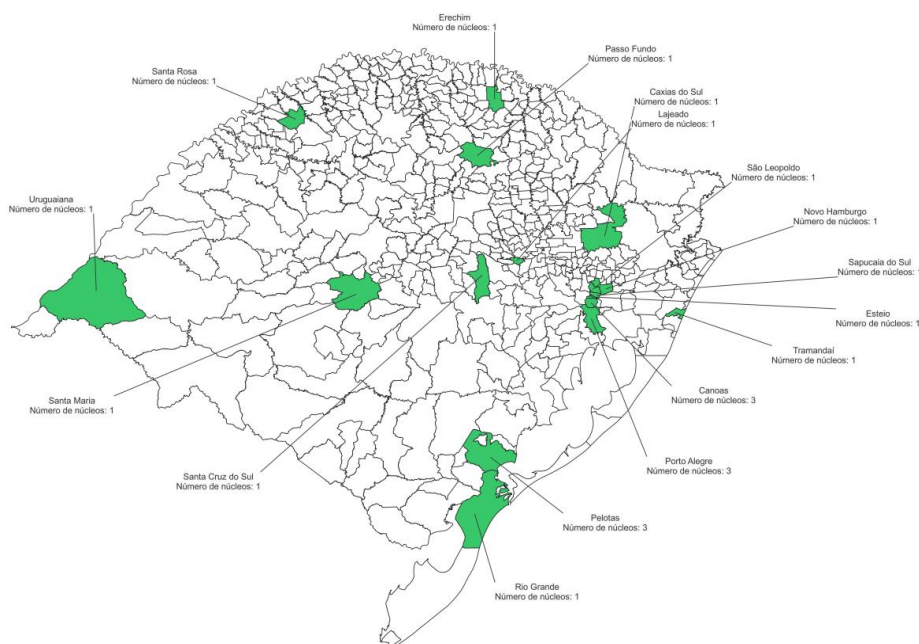 Erechim
Número de núcleos: 1
Passo Fundo
Número de núcleos: 1
Santa Rosa
Número de núcleos: 1
Caxias do Sul
Número de núcleos: 1
Lajeado
Número de núcleos: 1
São Leopoldo
Número de núcleos: 1
Uruguaiana
Número de núcleos: 1
Novo Hamburgo
Número de núcleos: 1
Sapucaia do Sul
Número de núcleos: 1
Esteio
Número de núcleos: 1
Tramandaí
Número de núcleos: 1
Santa Maria
Número de núcleos: 1
Canoas
Número de núcleos: 3
Porto Alegre
Número de núcleos: 3
Santa Cruz do Sul
Número de núcleos: 1
Pelotas
Número de núcleos: 3
Rio Grande
Número de núcleos: 1